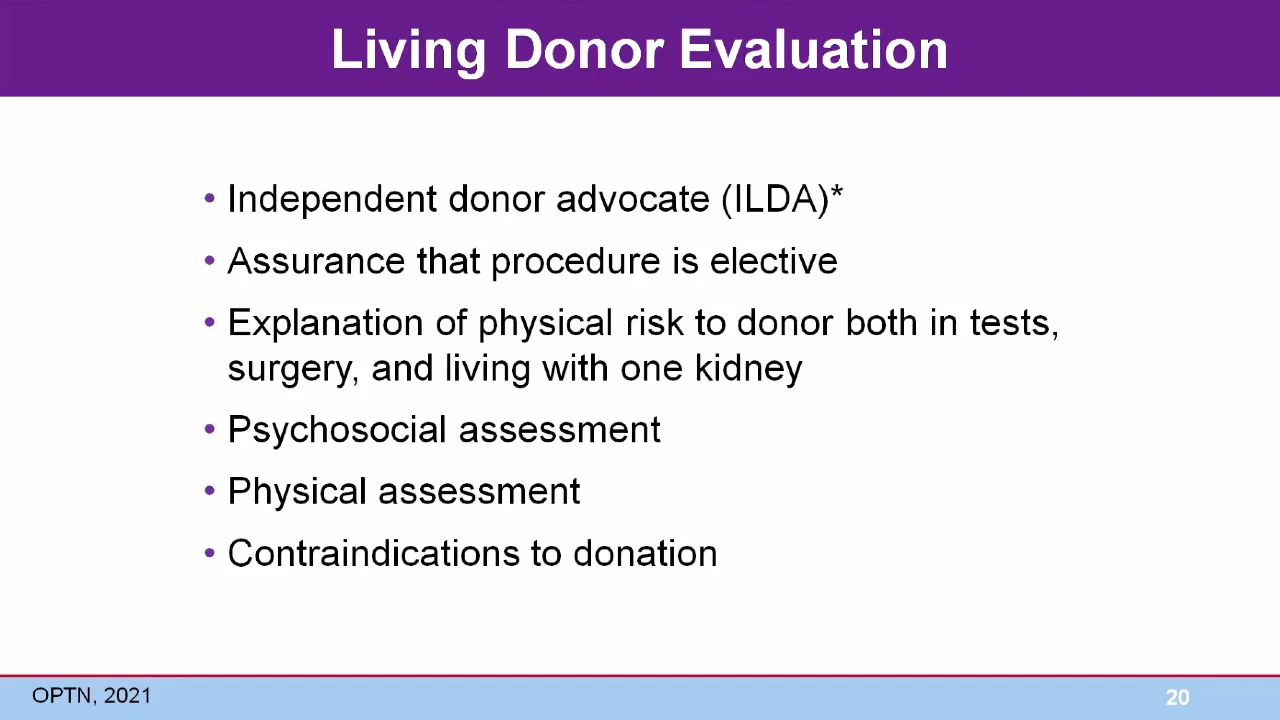 Living Donor Evaluation
• Independent donor advocate (ILDA)*
• Assurance that procedure is elective
• Explanation of physical risk to donor both in tests,
surgery, and living with one kidney
• Psychosocial assessment
• Physical assessment
• Contraindications to donation
OPTN, 2021
20